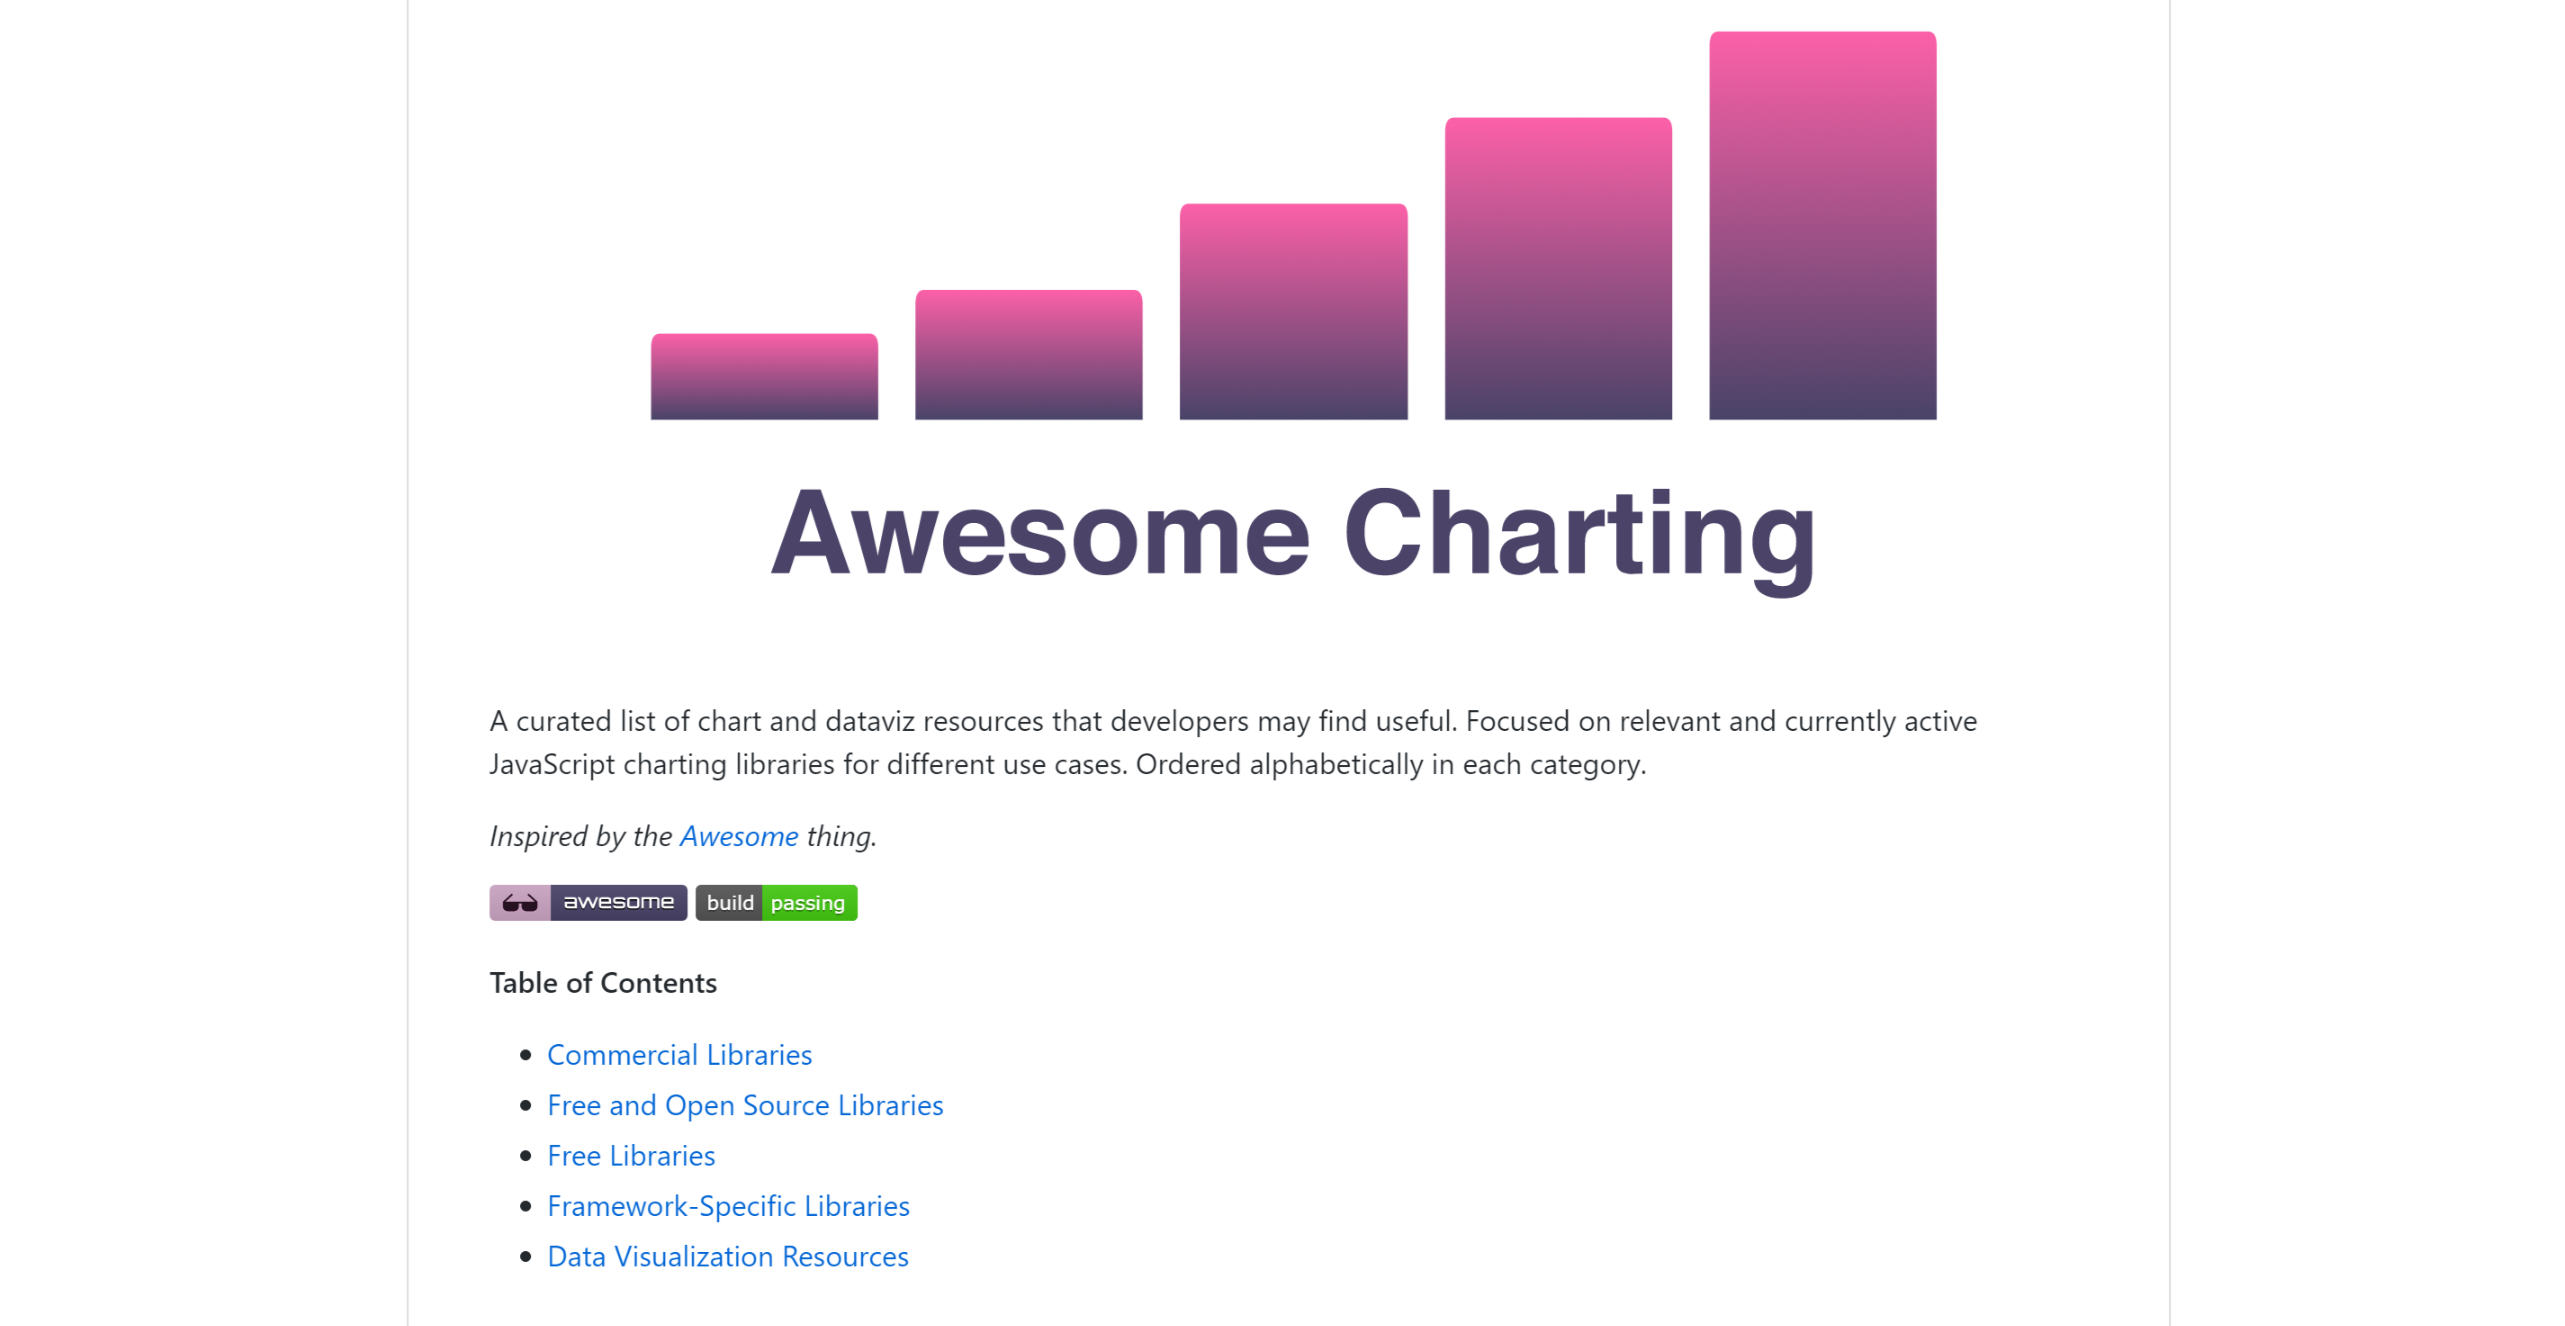 Awesome Charting
A curated list of chart and dataviz resources that developers may find useful. Focused on relevant and currently active
JavaScript charting libraries for different use cases. Ordered alphabetically in each category.
Inspired by the Awesome thing.
awesome build passing
Table of Contents
Commercial Libraries
Free and Open Source Libraries
Free Libraries
Framework-Specific Libraries
Data Visualization Resources